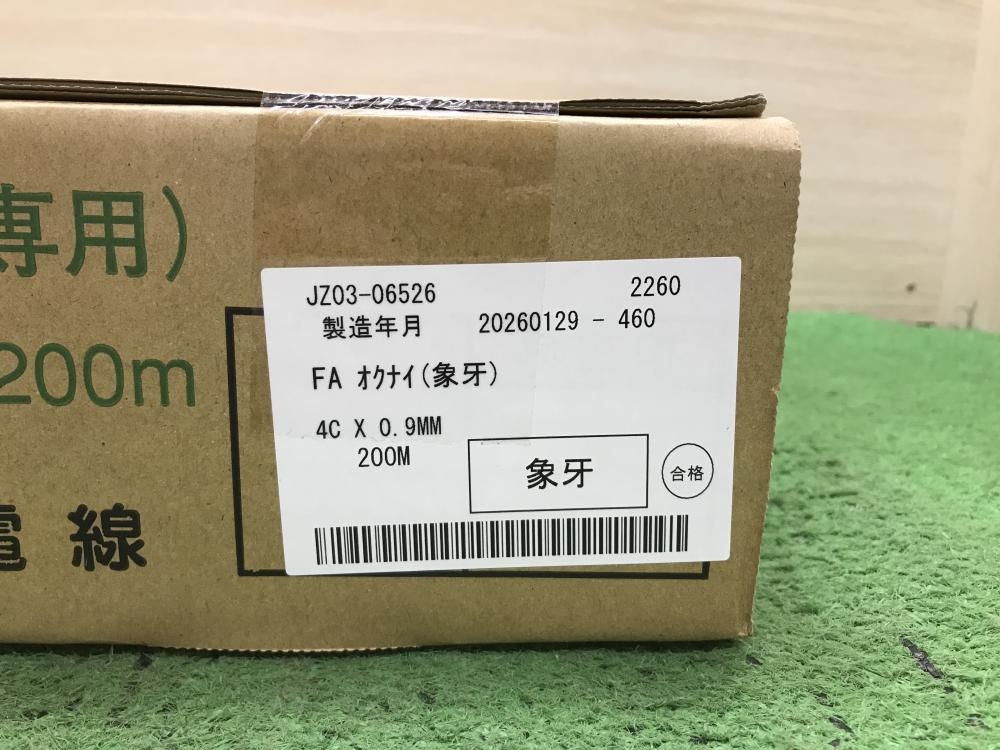 専用)
200m
電線
JZ03-06526 2260
製造年月 20260129 - 460
FA オクナイ(象牙)
4C X 0.9MM
200M
象牙
合格